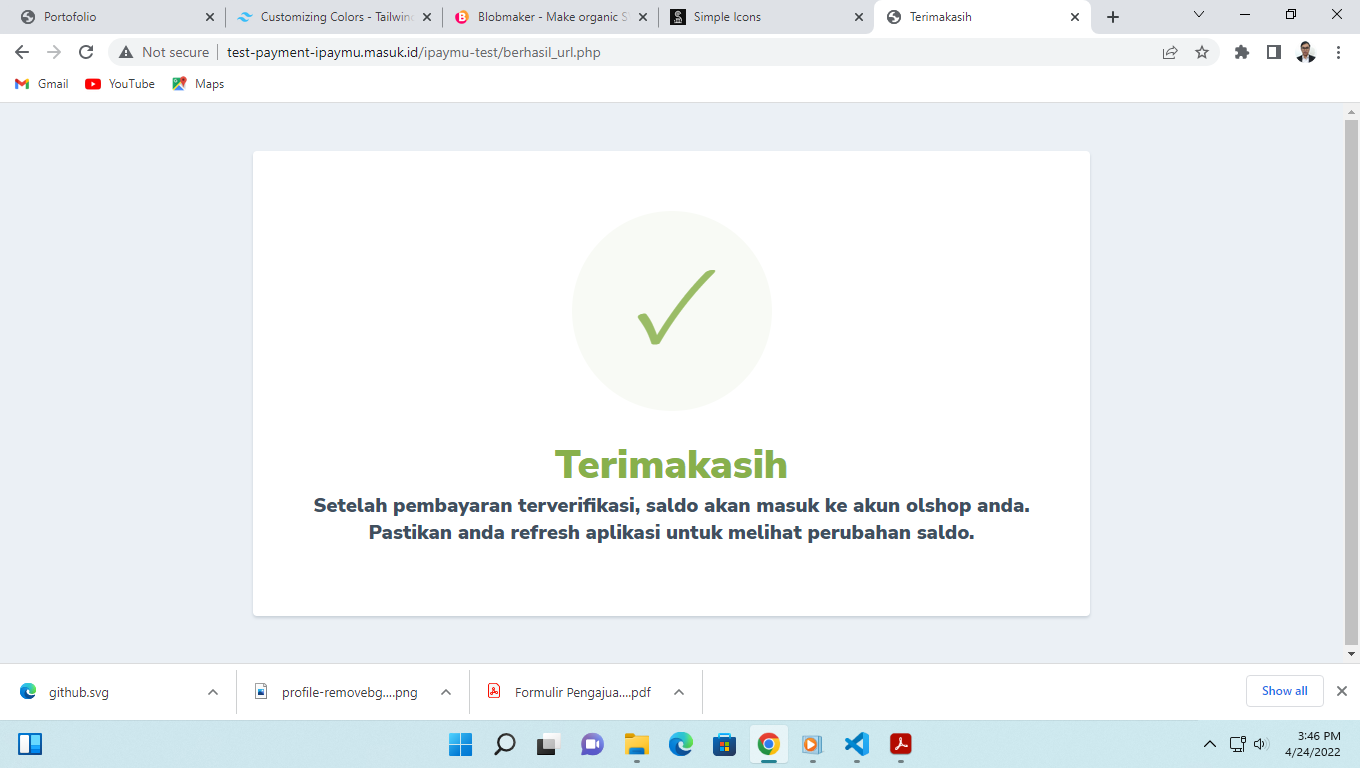 Portofolio
Customizing Colors - Tailwin
Blobmaker - Make organic S
Simple Icons
Terimakasih
Not secure
test-payment-ipaymu.masuk.id/ipaymu-test/berhasil_url.php
Gmail
YouTube
Maps
Terimakasih
Setelah pembayaran terverifikasi, saldo akan masuk ke akun olshop anda.
Pastikan anda refresh aplikasi untuk melihat perubahan saldo.
github.svg
profile-removebg....png
Formulir Pengajua....pdf
Show all
3:46 PM
4/24/2022